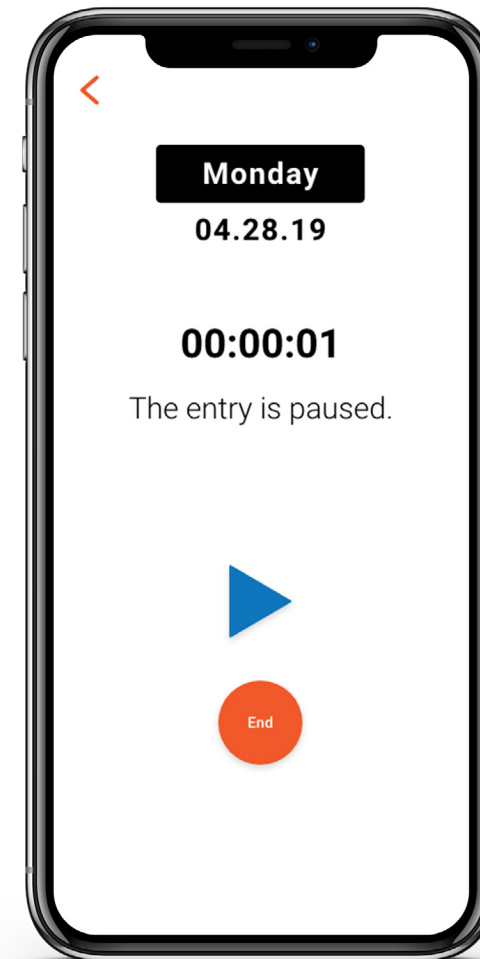 Monday
04.28.19
00:00:01
The entry is paused.
End